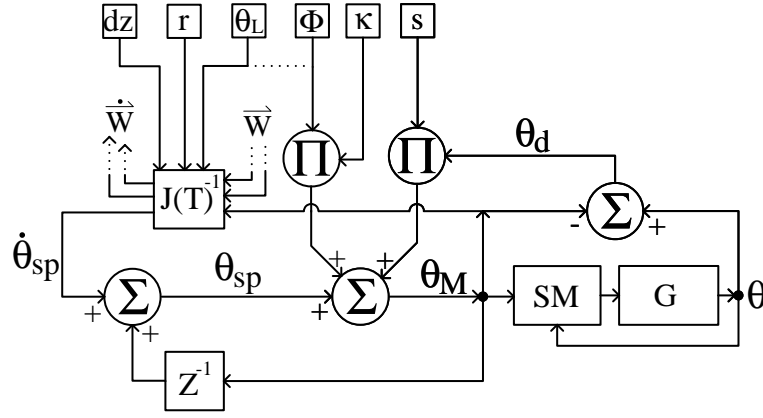 dz r θL Φ κ s
ẇ w θd
Π Π
J(T)⁻¹ Σ
- +
θ̇sp θsp + + θM
Σ + Σ SM G θ
+ +
Z⁻¹